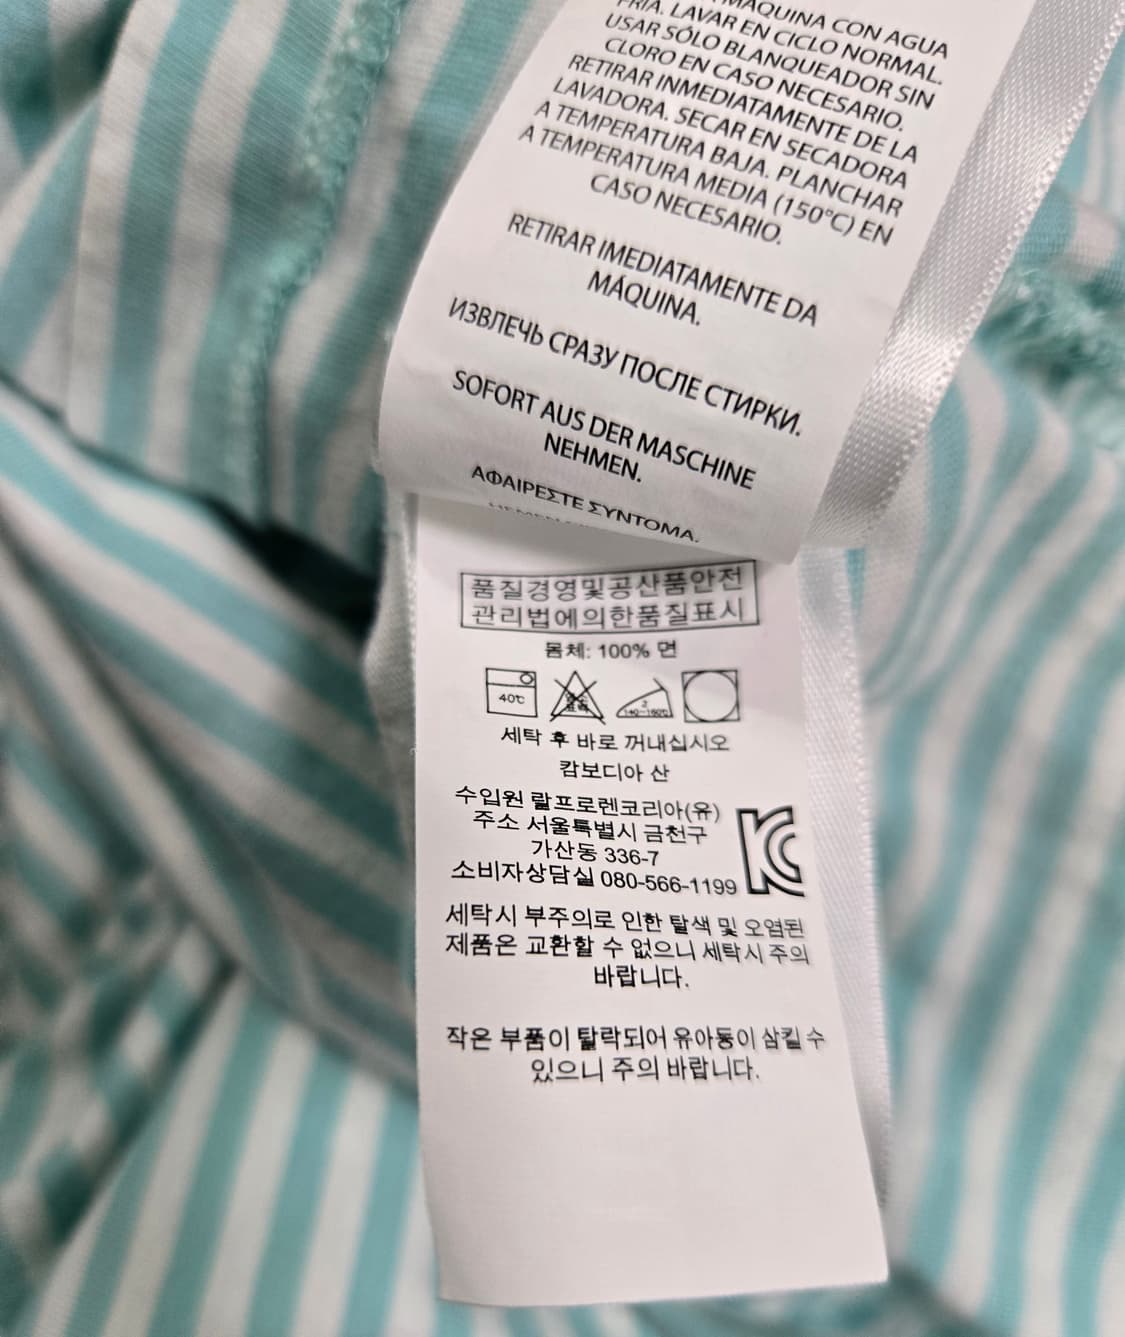 MÁQUINA CON AGUA
FRÍA. LAVAR EN CICLO NORMAL.
USAR SÓLO BLANQUEADOR SIN
CLORO EN CASO NECESARIO.
RETIRAR INMEDIATAMENTE DE LA
LAVADORA. SECAR EN SECADORA
A TEMPERATURA BAJA. PLANCHAR
A TEMPERATURA MEDIA (150°C) EN
CASO NECESARIO.
RETIRAR IMEDIATAMENTE DA
MÁQUINA.
ИЗВЛЕЧЬ СРАЗУ ПОСЛЕ СТИРКИ.
SOFORT AUS DER MASCHINE
NEHMEN.
ΑΦΑΙΡΕΣΤΕ ΣΥΝΤΟΜΑ.
품질경영및공산품안전
관리법에의한품질표시
몸체: 100% 면
40℃ 2 140~160℃
세탁 후 바로 꺼내십시오
캄보디아 산
수입원 랄프로렌코리아(유)
주소 서울특별시 금천구
가산동 336-7
소비자상담실 080-566-1199
KC
세탁시 부주의로 인한 탈색 및 오염된
제품은 교환할 수 없으니 세탁시 주의
바랍니다.
작은 부품이 탈락되어 유아동이 삼킬 수
있으니 주의 바랍니다.